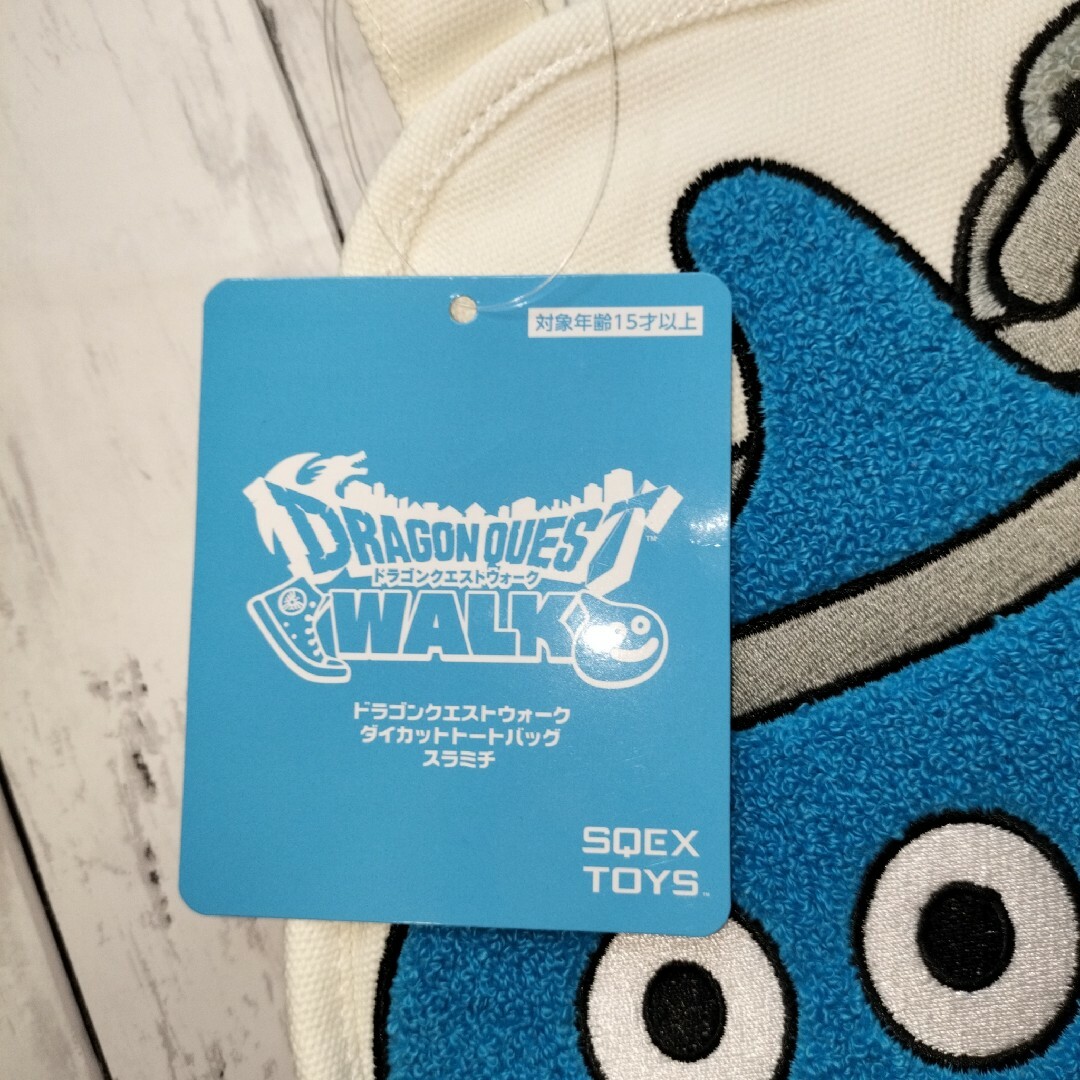 対象年齢15才以上
DRAGON QUEST™
ドラゴンクエストウォーク
WALK
ドラゴンクエストウォーク
ダイカットトートバッグ
スラミチ
SQEX
TOYS™